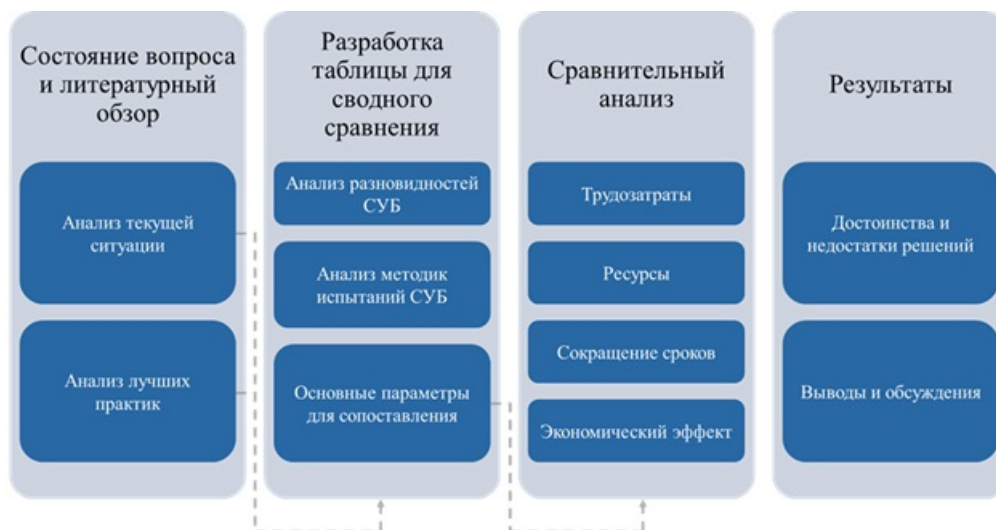 Состояние вопроса
и литературный
обзор
Анализ текущей
ситуации
Анализ лучших
практик
Разработка
таблицы для
сводного
сравнения
Анализ разновидностей
СУБ
Анализ методик
испытаний СУБ
Основные параметры
для сопоставления
Сравнительный
анализ
Трудозатраты
Ресурсы
Сокращение сроков
Экономический эффект
Результаты
Достоинства и
недостатки решений
Выводы и обсуждения